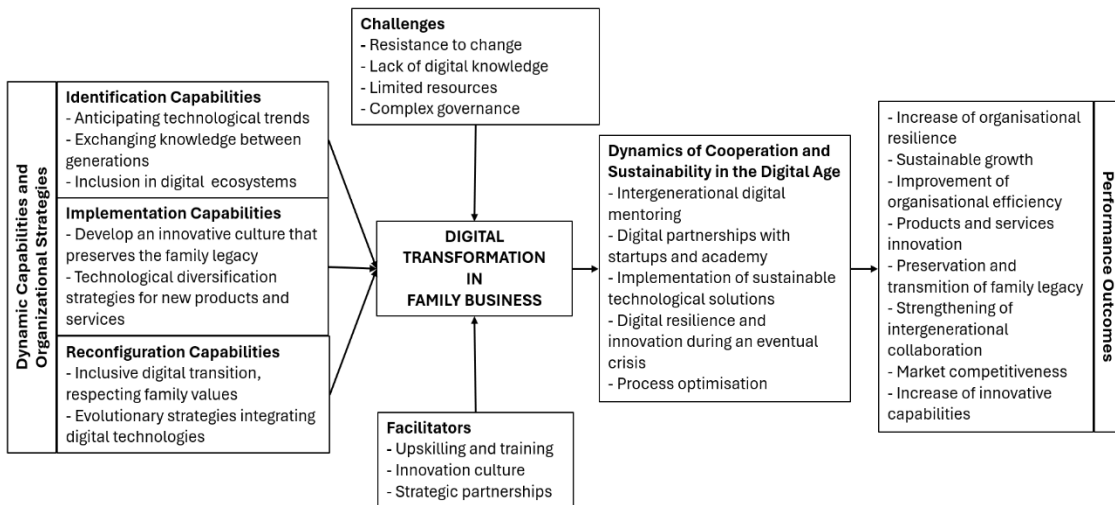 Dynamic Capabilities and
Organizational Strategies
Identification Capabilities
- Anticipating technological trends
- Exchanging knowledge between
generations
- Inclusion in digital ecosystems
Implementation Capabilities
- Develop an innovative culture that
preserves the family legacy
- Technological diversification
strategies for new products and
services
Reconfiguration Capabilities
- Inclusive digital transition,
respecting family values
- Evolutionary strategies integrating
digital technologies
Challenges
- Resistance to change
- Lack of digital knowledge
- Limited resources
- Complex governance
DIGITAL
TRANSFORMATION
IN
FAMILY BUSINESS
Facilitators
- Upskilling and training
- Innovation culture
- Strategic partnerships
Dynamics of Cooperation and
Sustainability in the Digital Age
- Intergenerational digital
mentoring
- Digital partnerships with
startups and academy
- Implementation of sustainable
technological solutions
- Digital resilience and
innovation during an eventual
crisis
- Process optimisation
- Increase of organisational
resilience
- Sustainable growth
- Improvement of
organisational efficiency
- Products and services
innovation
- Preservation and
transmition of family legacy
- Strengthening of
intergenerational
collaboration
- Market competitiveness
- Increase of innovative
capabilities
Performance Outcomes